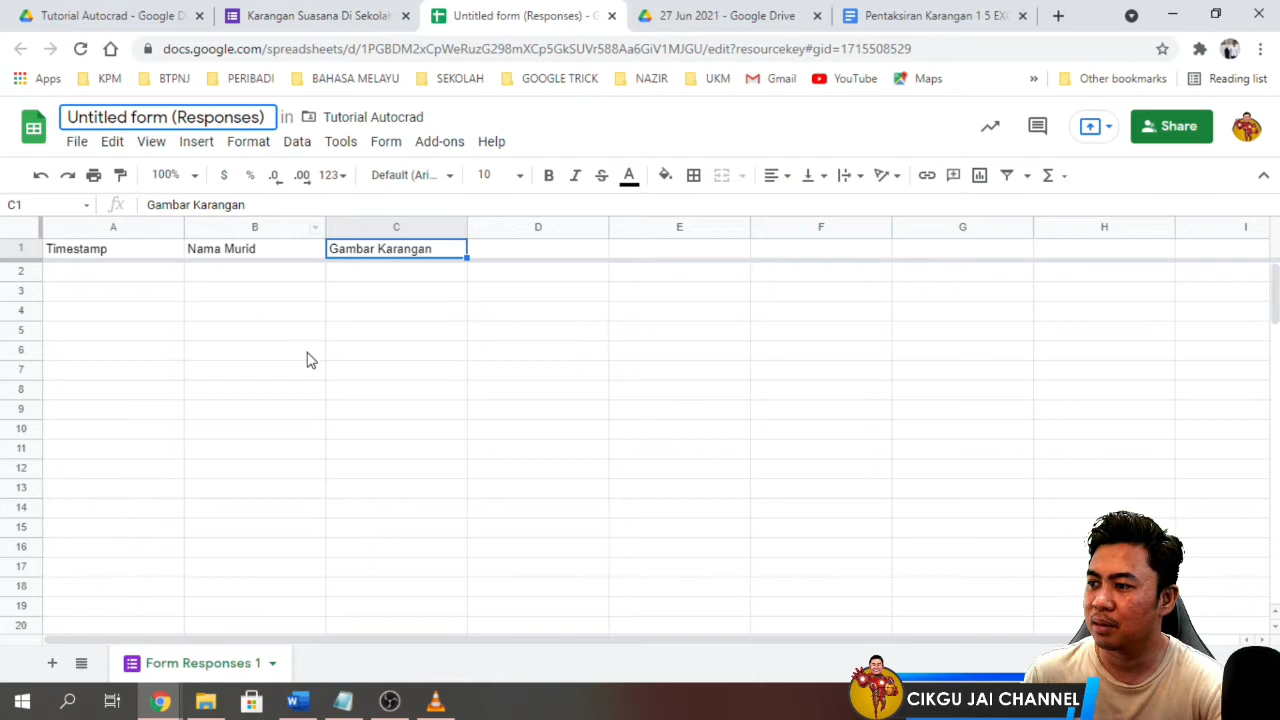 Tutorial Autocrad - Google D
Karangan Suasana Di Sekolah
Untitled form (Responses) - G
27 Jun 2021 - Google Drive
Pentaksiran Karangan 1 5 EXC
docs.google.com/spreadsheets/d/1PGBDM2xCpWeRuzG298mXCp5GkSUVr588Aa6GiV1MJGU/edit?resourcekey#gid=1715508529
Apps KPM BTPNJ PERIBADI BAHASA MELAYU SEKOLAH GOOGLE TRICK NAZIR UKM Gmail YouTube Maps » Other bookmarks Reading list
Untitled form (Responses) in Tutorial Autocrad
File Edit View Insert Format Data Tools Form Add-ons Help
Share
100% $ % .0 .00 123 Default (Ari... 10 B I S A
C1 fx Gambar Karangan
A B C D E F G H I
1 Timestamp Nama Murid Gambar Karangan
2
3
4
5
6
7
8
9
10
11
12
13
14
15
16
17
18
19
20
+ Form Responses 1
CIKGU JAI CHANNEL